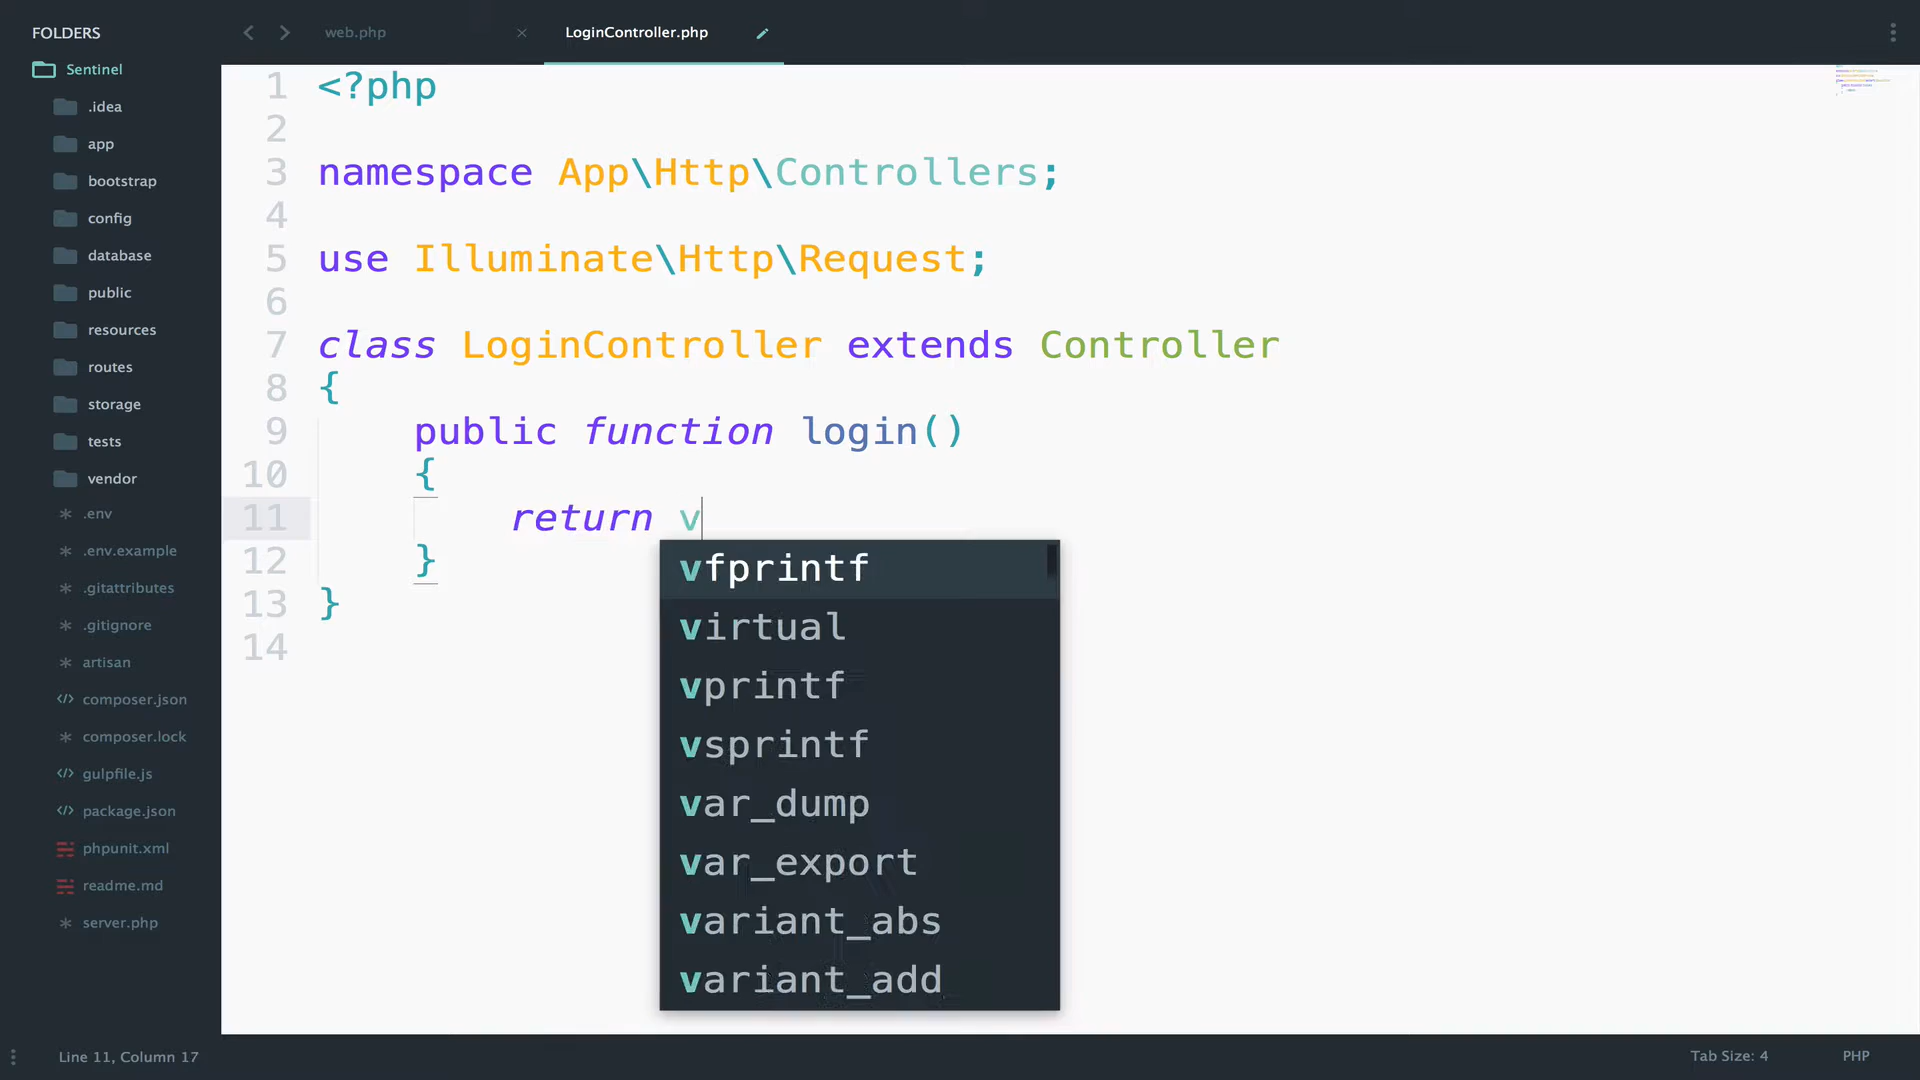 FOLDERS
Sentinel
.idea
app
bootstrap
config
database
public
resources
routes
storage
tests
vendor
.env
.env.example
.gitattributes
.gitignore
artisan
composer.json
composer.lock
gulpfile.js
package.json
phpunit.xml
readme.md
server.php
web.php
LoginController.php
1 <?php
2
3 namespace App\Http\Controllers;
4
5 use Illuminate\Http\Request;
6
7 class LoginController extends Controller
8 {
9 public function login()
10 {
11 return v
12 }
13 }
14
vfprintf
virtual
vprintf
vsprintf
var_dump
var_export
variant_abs
variant_add
Line 11, Column 17
Tab Size: 4
PHP